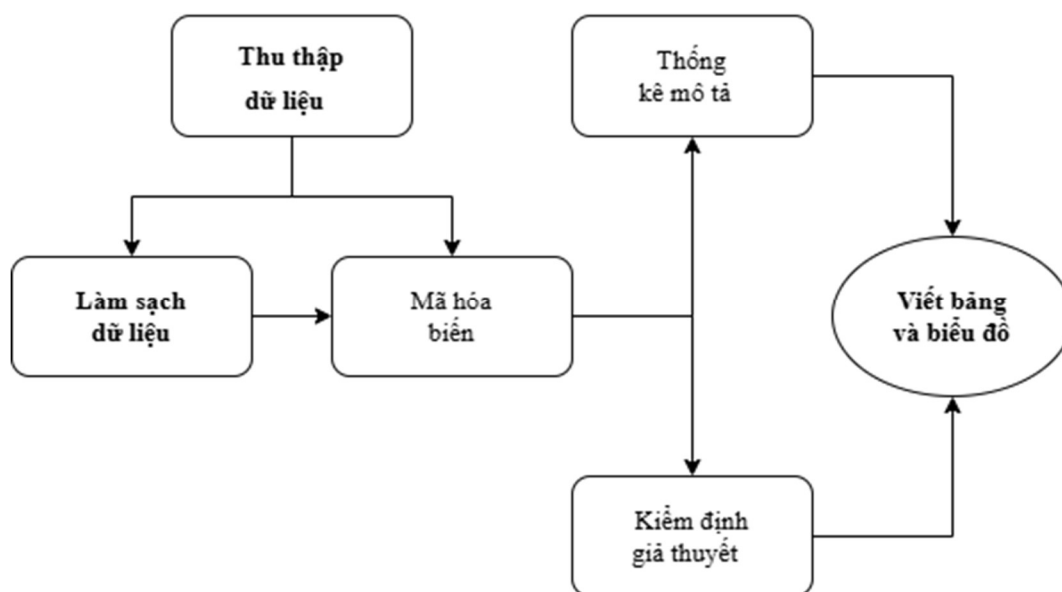 Thu thập
dữ liệu
Thống
kê mô tả
Làm sạch
dữ liệu
Mã hóa
biến
Viết bảng
và biểu đồ
Kiểm định
giả thuyết